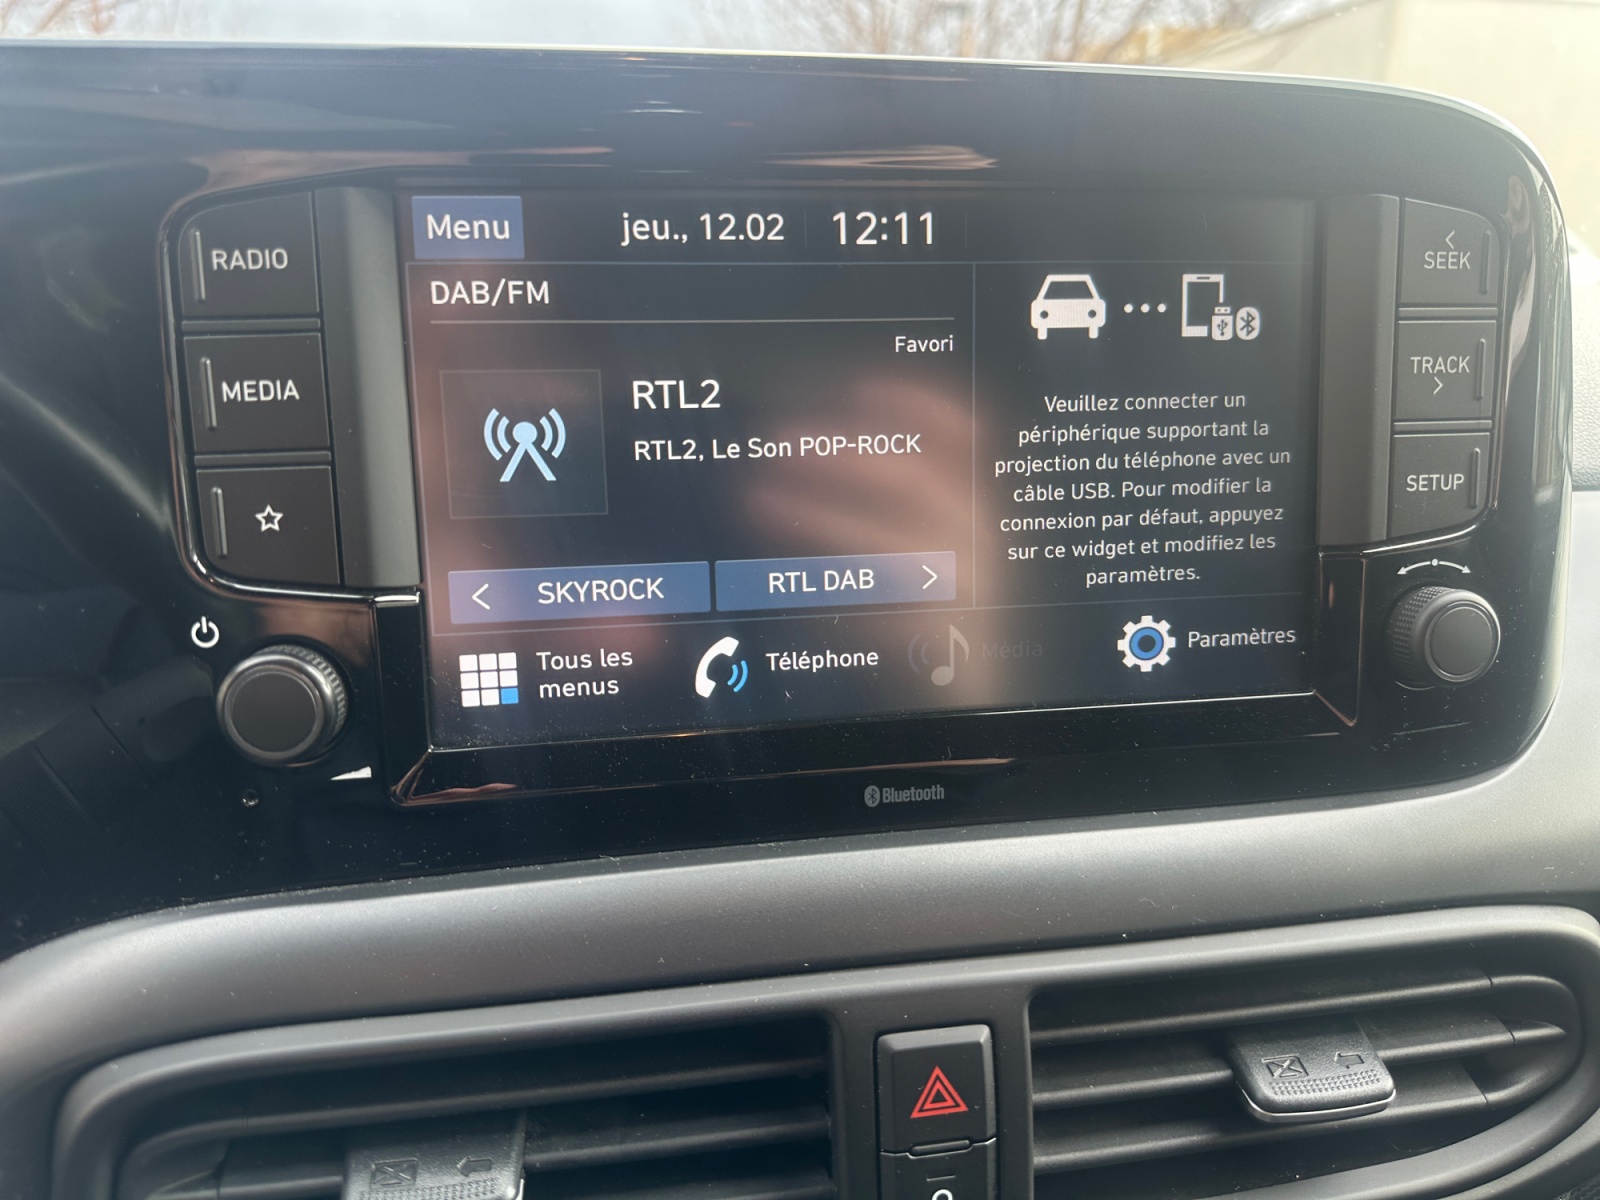 Menu jeu., 12.02 12:11
RADIO
MEDIA
DAB/FM
Favori
RTL2
RTL2, Le Son POP-ROCK
< SKYROCK
RTL DAB >
Veuillez connecter un
périphérique supportant la
projection du téléphone avec un
câble USB. Pour modifier la
connexion par défaut, appuyez
sur ce widget et modifiez les
paramètres.
Tous les
menus
Téléphone
Média
Paramètres
<
SEEK
TRACK
>
SETUP
Bluetooth